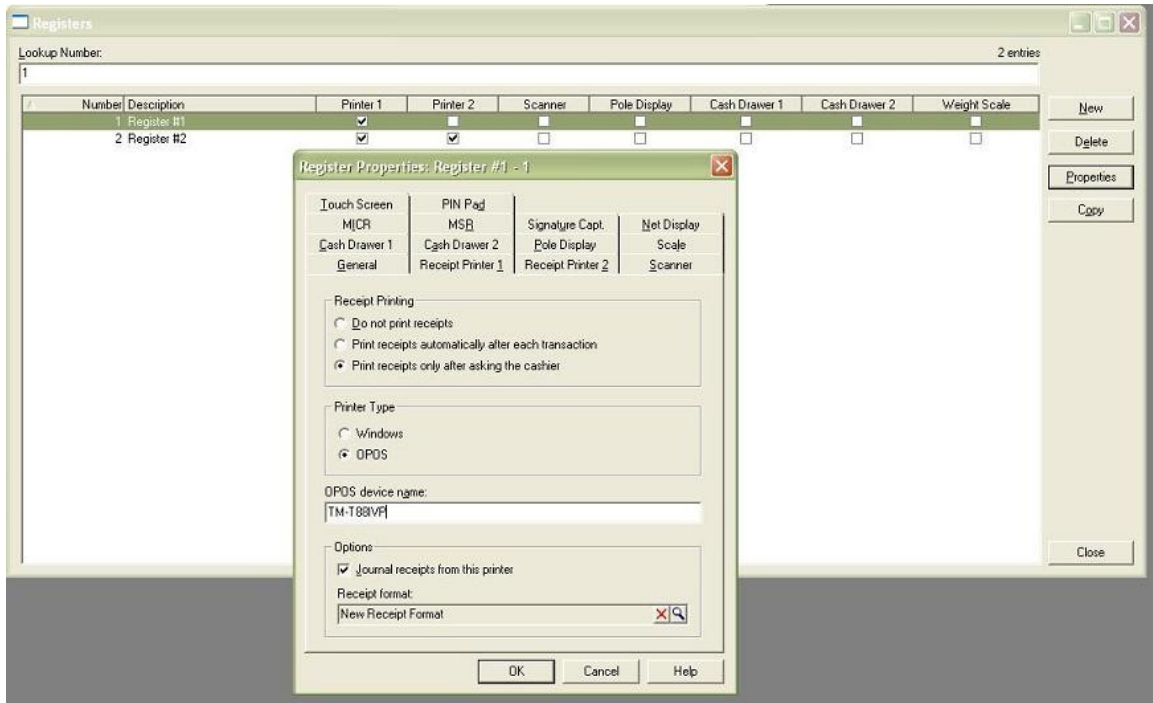 Registers
Lookup Number: 2 entries
1
/ Number Description Printer 1 Printer 2 Scanner Pole Display Cash Drawer 1 Cash Drawer 2 Weight Scale
1 Register #1
2 Register #2
New
Delete
Properties
Copy
Close
Register Properties: Register #1 - 1
Touch Screen PIN Pad
MICR MSR Signature Capt. Net Display
Cash Drawer 1 Cash Drawer 2 Pole Display Scale
General Receipt Printer 1 Receipt Printer 2 Scanner
Receipt Printing
Do not print receipts
Print receipts automatically after each transaction
Print receipts only after asking the cashier
Printer Type
Windows
OPOS
OPOS device name:
TM-T88IVP
Options
Journal receipts from this printer
Receipt format:
New Receipt Format
OK Cancel Help